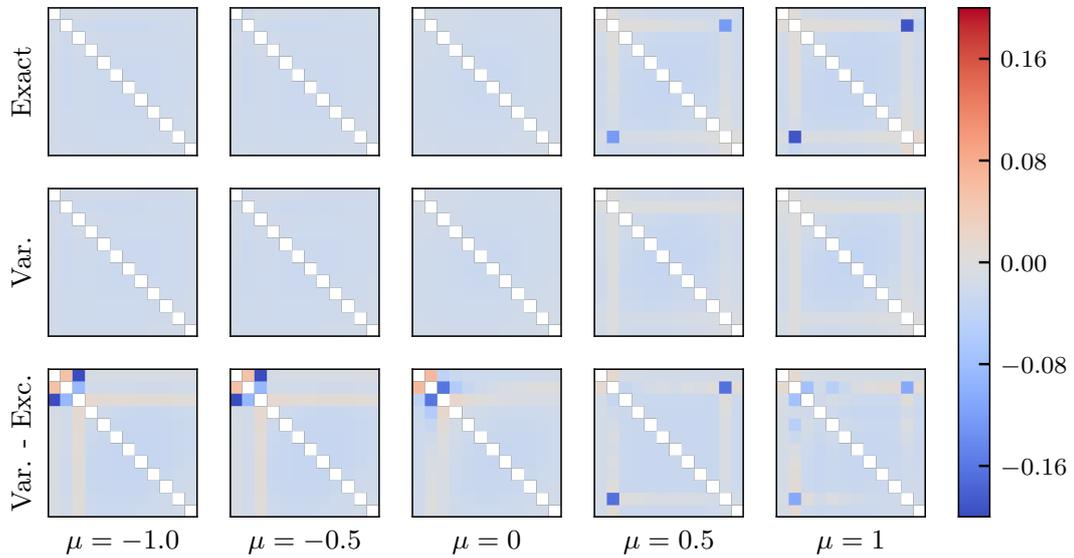 Exact
0.16
0.08
Var.
0.00
−0.08
Var. - Exc.
−0.16
μ = −1.0 μ = −0.5 μ = 0 μ = 0.5 μ = 1